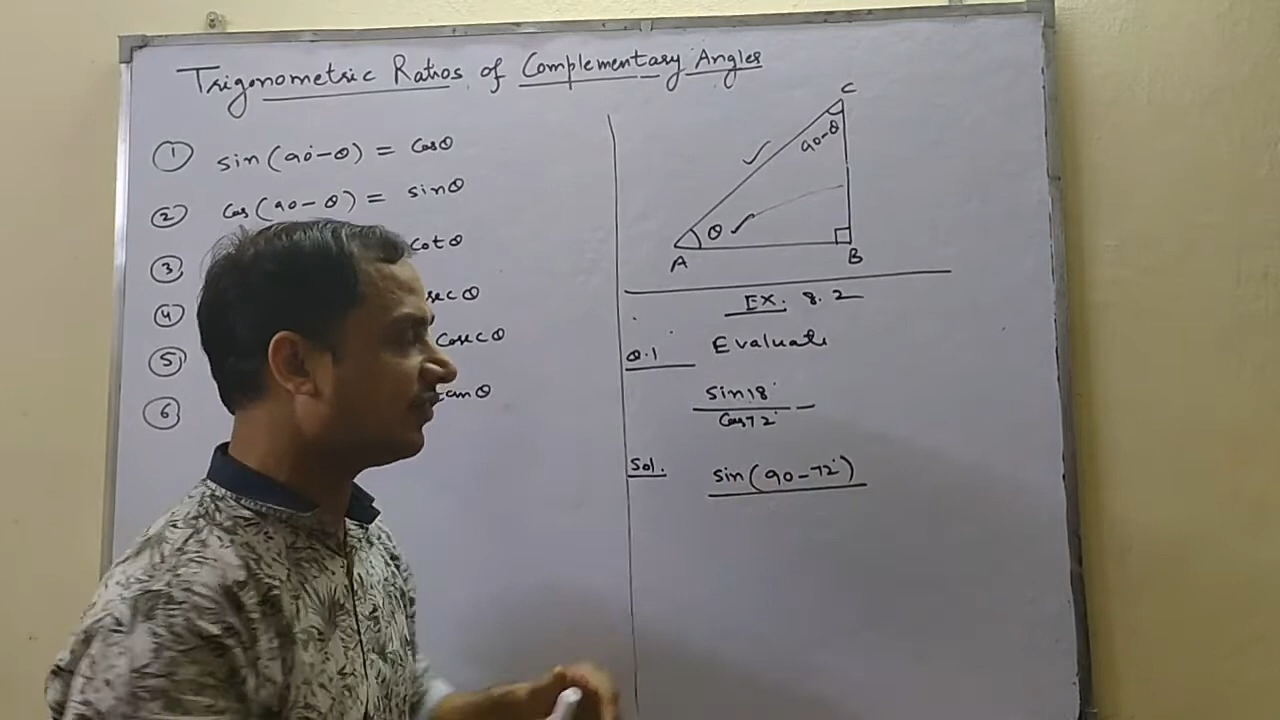 Trigonometric Ratios of Complementary Angles
① sin(90°-θ) = cosθ
② cos(90-θ) = sinθ
③ cotθ
④ secθ
⑤ cosecθ
⑥ tanθ
C
90-θ
θ
A
B
EX. 8.2
Q.1 Evaluate
sin18°
cos72°
Sol. sin(90-72°)